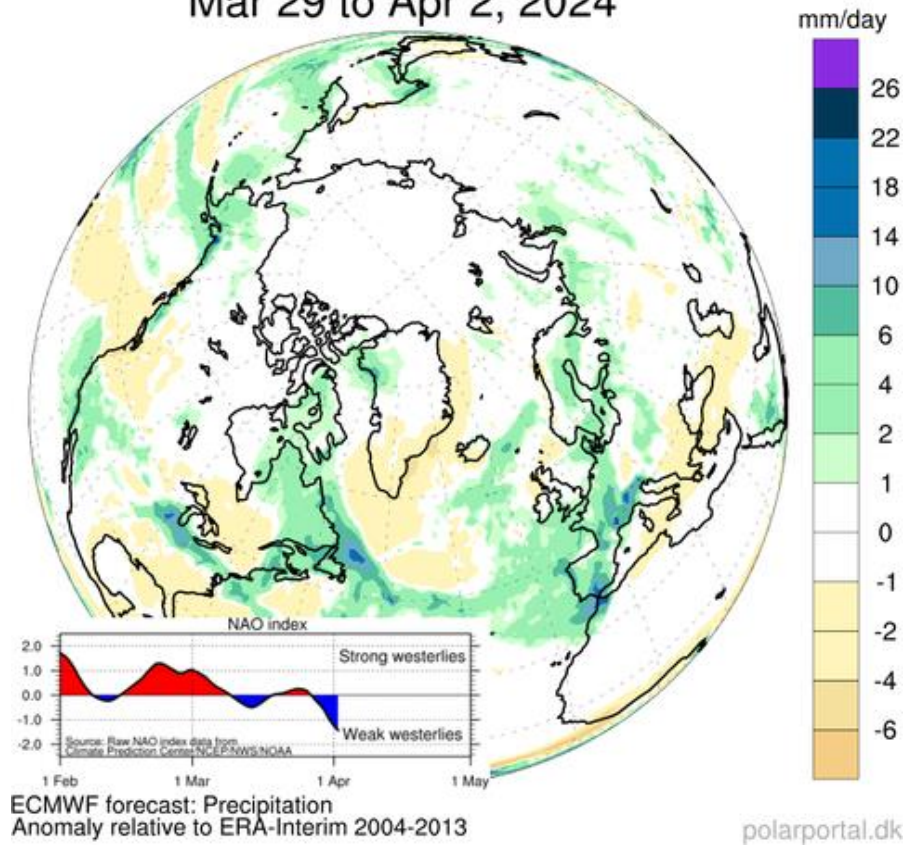 Mar 29 to Apr 2, 2024
mm/day
26
22
18
14
10
6
4
2
1
0
-1
-2
-4
-6
NAO index
2.0
1.0
0.0
-1.0
-2.0
Strong westerlies
Weak westerlies
Source: Raw NAO index data from
Climate Prediction Center/NCEP/NWS/NOAA
1 Feb 1 Mar 1 Apr 1 May
ECMWF forecast: Precipitation
Anomaly relative to ERA-Interim 2004-2013
polarportal.dk